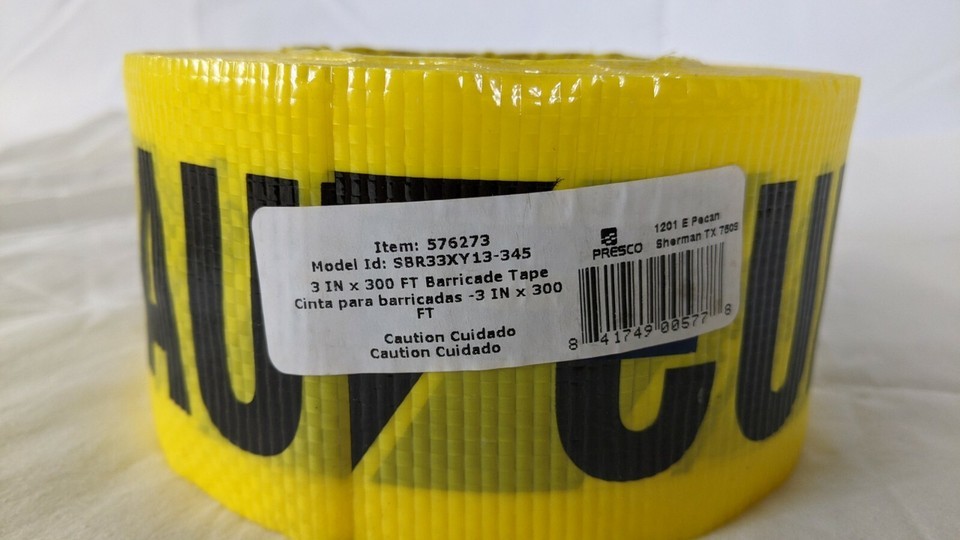 AU
CU
Item: 576273
Model Id: SBR33XY13-345
3 IN x 300 FT Barricade Tape
Cinta para barricadas -3 IN x 300
FT
Caution Cuidado
Caution Cuidado
PRESCO
1201 E Pecan
Sherman TX
8 41749 00577 8